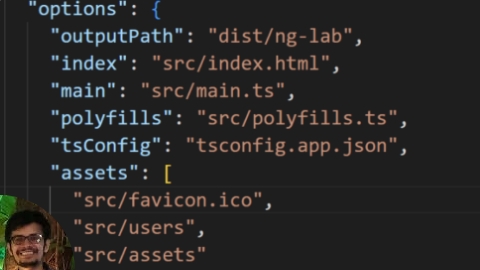 "options": {
"outputPath": "dist/ng-lab",
"index": "src/index.html",
"main": "src/main.ts",
"polyfills": "src/polyfills.ts",
"tsConfig": "tsconfig.app.json",
"assets": [
"src/favicon.ico",
"src/users",
"src/assets"